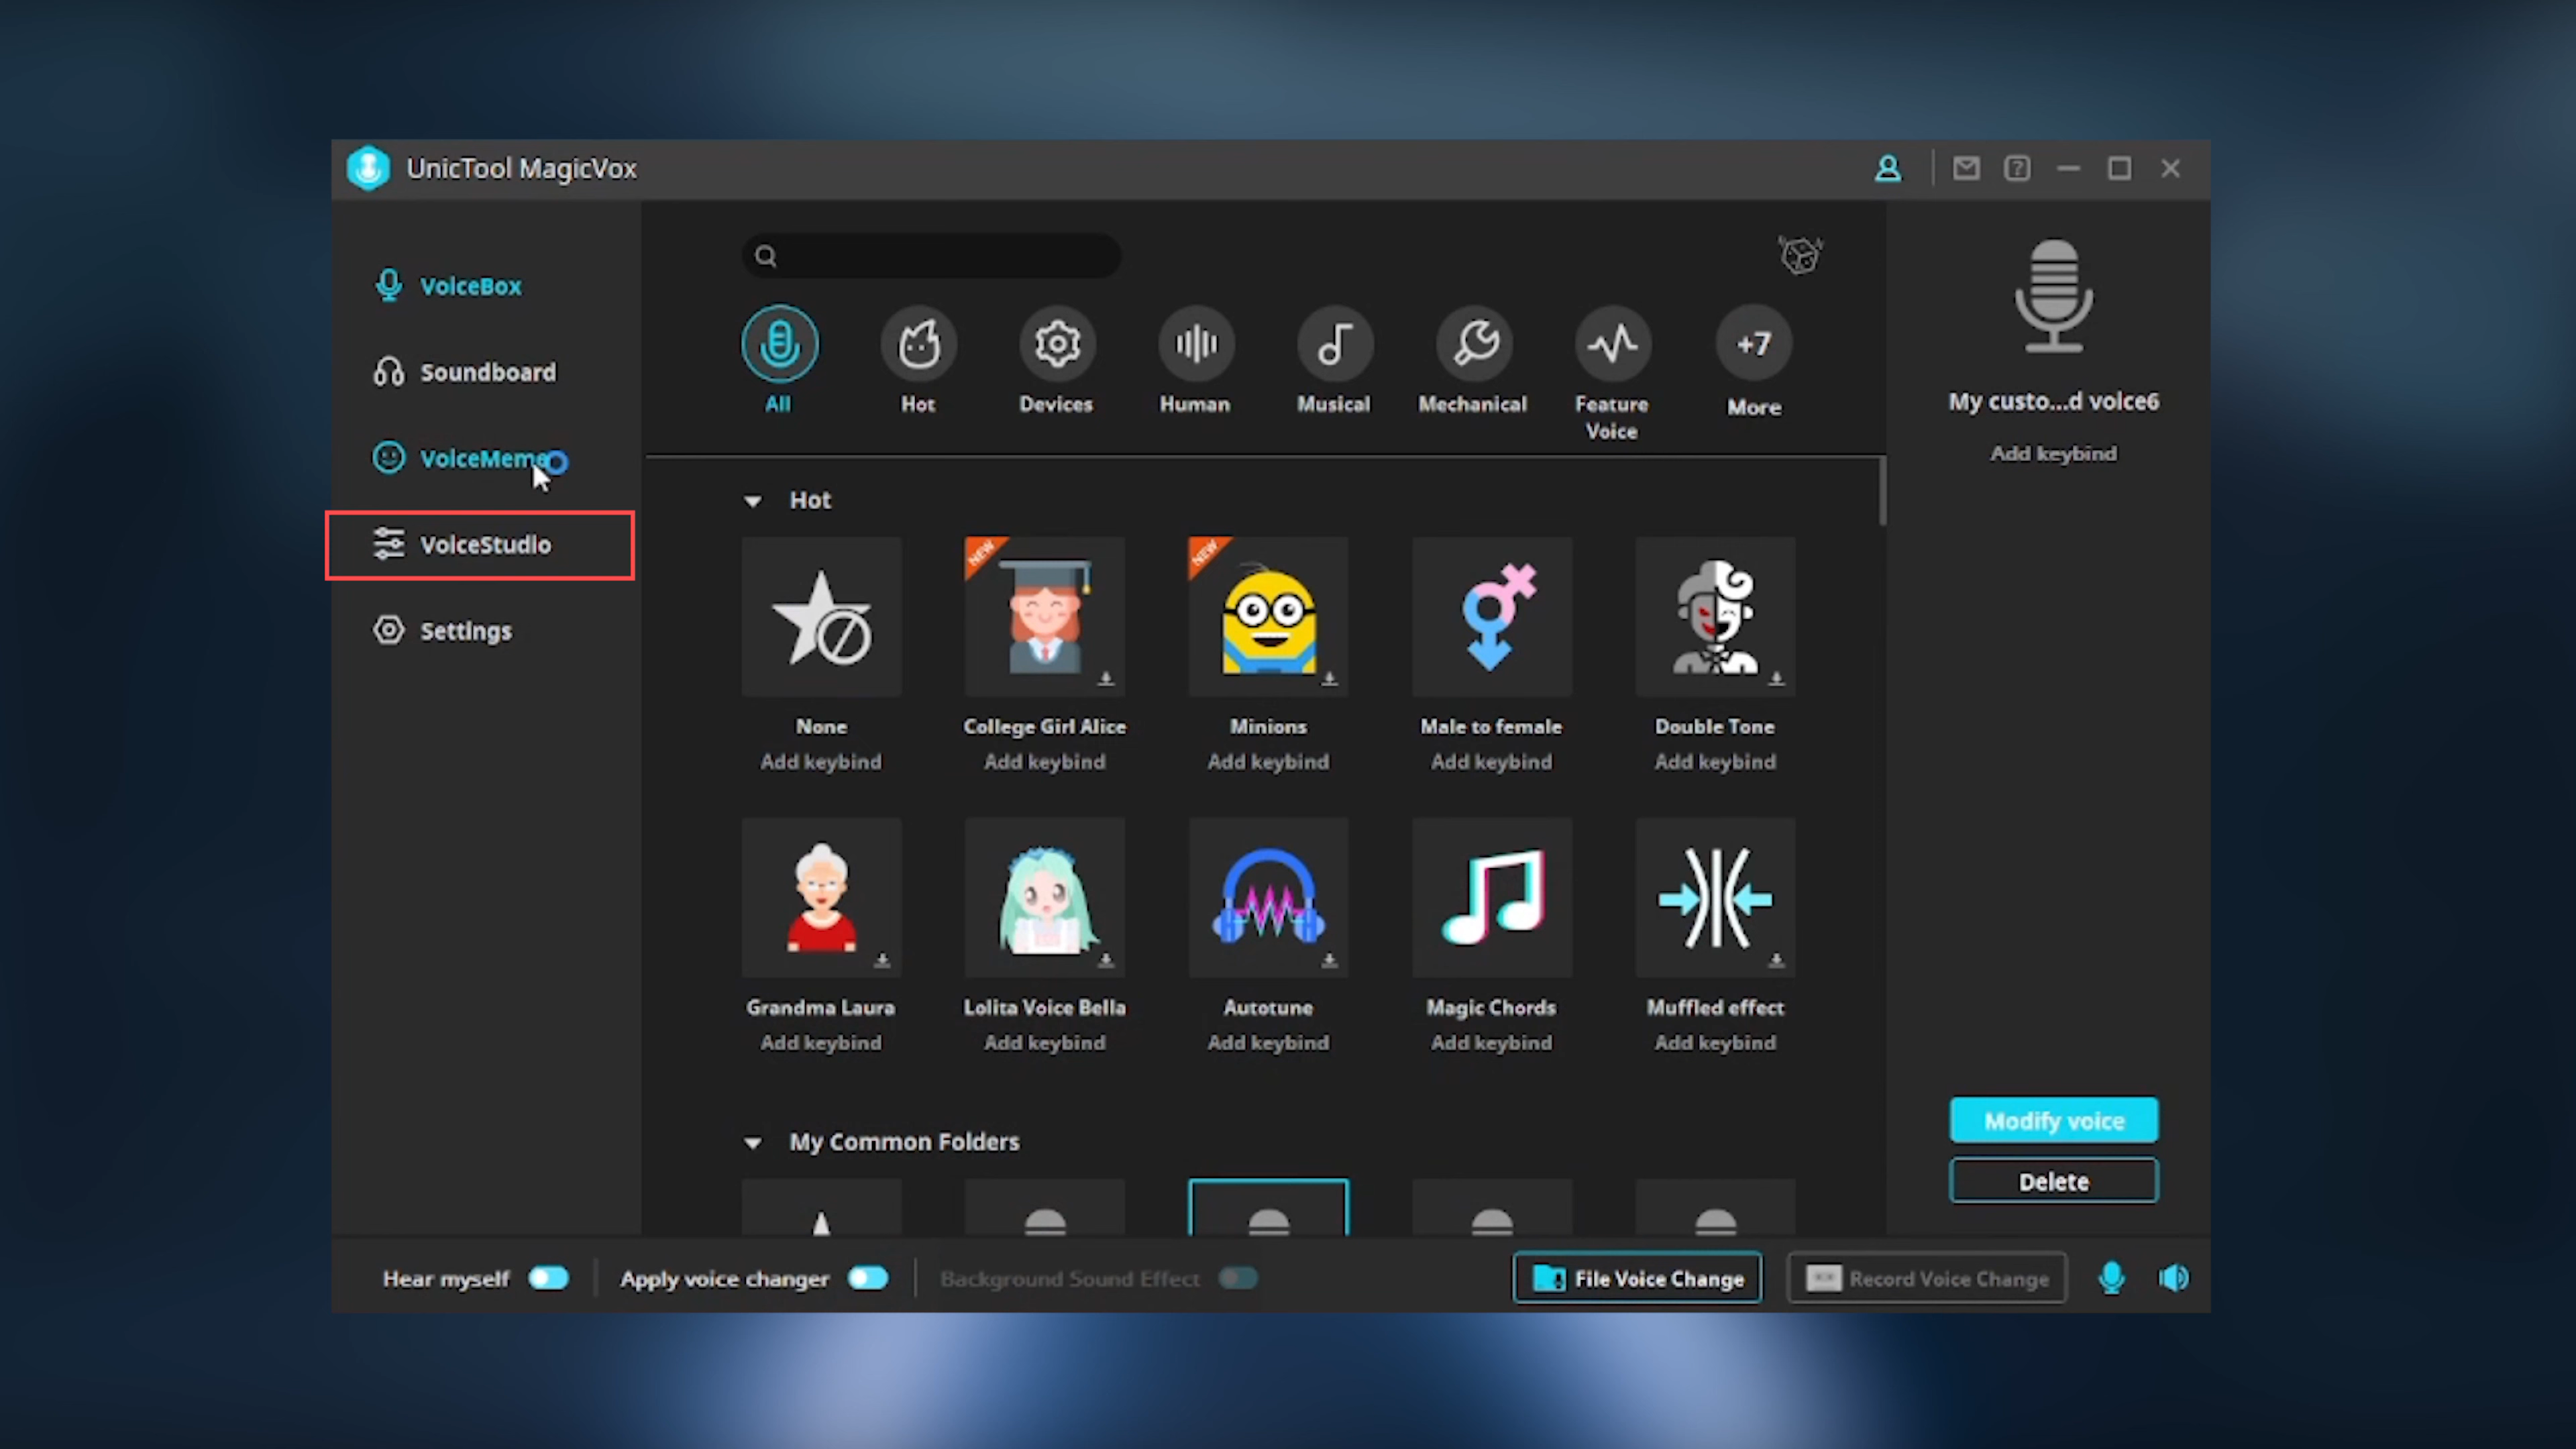 UnicTool MagicVox
VoiceBox
Soundboard
VoiceMeme
VoiceStudio
Settings
All
Hot
Devices
Human
Musical
Mechanical
Feature
Voice
+7
More
Hot
NEW
NEW
None
College Girl Alice
Minions
Male to female
Double Tone
Add keybind
Add keybind
Add keybind
Add keybind
Add keybind
Grandma Laura
Lolita Voice Bella
Autotune
Magic Chords
Muffled effect
Add keybind
Add keybind
Add keybind
Add keybind
Add keybind
My Common Folders
My custo...d voice6
Add keybind
Modify voice
Delete
Hear myself
Apply voice changer
Background Sound Effect
File Voice Change
Record Voice Change